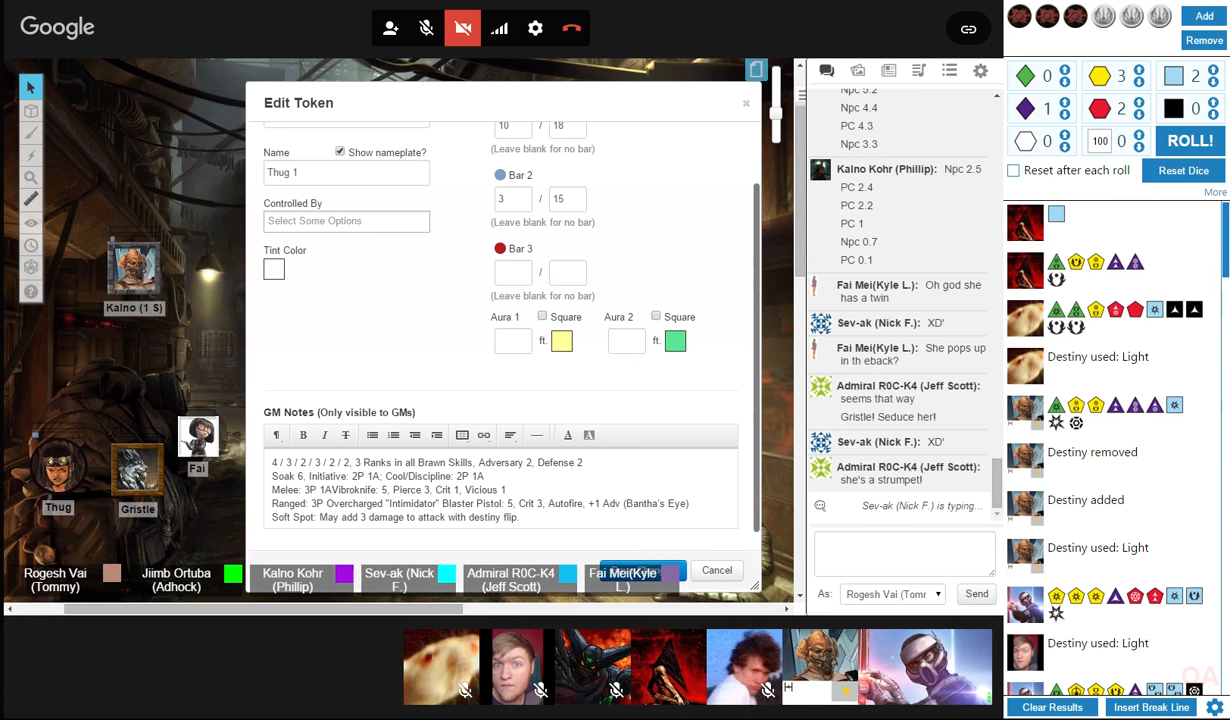 Google
Add
Remove
0
3
2
1
2
0
0
100
0
ROLL!
Reset after each roll
Reset Dice
More
Edit Token
×
10 / 18
(Leave blank for no bar)
Name
Show nameplate?
Thug 1
Bar 2
3 / 15
(Leave blank for no bar)
Controlled By
Select Some Options
Tint Color
Bar 3
/
(Leave blank for no bar)
Aura 1
Square
Aura 2
Square
ft.
ft.
GM Notes (Only visible to GMs)
4 / 3 / 2 / 3 / 2 / 2, 3 Ranks in all Brawn Skills, Adversary 2, Defense 2
Soak 6, Initiative: 2P 1A; Cool/Discipline: 2P 1A
Melee: 3P 1AVibroknife: 5, Pierce 3, Crit 1, Vicious 1
Ranged: 3P Overcharged "Intimidator" Blaster Pistol: 5, Crit 3, Autofire, +1 Adv (Bantha's Eye)
Soft Spot: May add 3 damage to attack with destiny flip.
Cancel
Kalno (1 S)
Fai
Thug
Gristle
Rogesh Vai
(Tommy)
Jiimb Ortuba
(Adhock)
Kalno Kohr
(Phillip)
Sev-ak (Nick
F.)
Admiral R0C-K4
(Jeff Scott)
Fai Mei(Kyle
L.)
Npc 5.2
Npc 4.4
PC 4.3
Npc 3.3
Kalno Kohr (Phillip): Npc 2.5
PC 2.4
PC 2.2
PC 1
Npc 0.7
PC 0.1
Fai Mei(Kyle L.): Oh god she
has a twin
Sev-ak (Nick F.): XD'
Fai Mei(Kyle L.): She pops up
in th eback?
Admiral R0C-K4 (Jeff Scott):
seems that way
Gristle! Seduce her!
Sev-ak (Nick F.): XD'
Admiral R0C-K4 (Jeff Scott):
she's a strumpet!
Sev-ak (Nick F.) is typing...
As:
Rogesh Vai (Tomr
Send
Destiny used: Light
Destiny removed
Destiny added
Destiny used: Light
Destiny used: Light
Clear Results
Insert Break Line